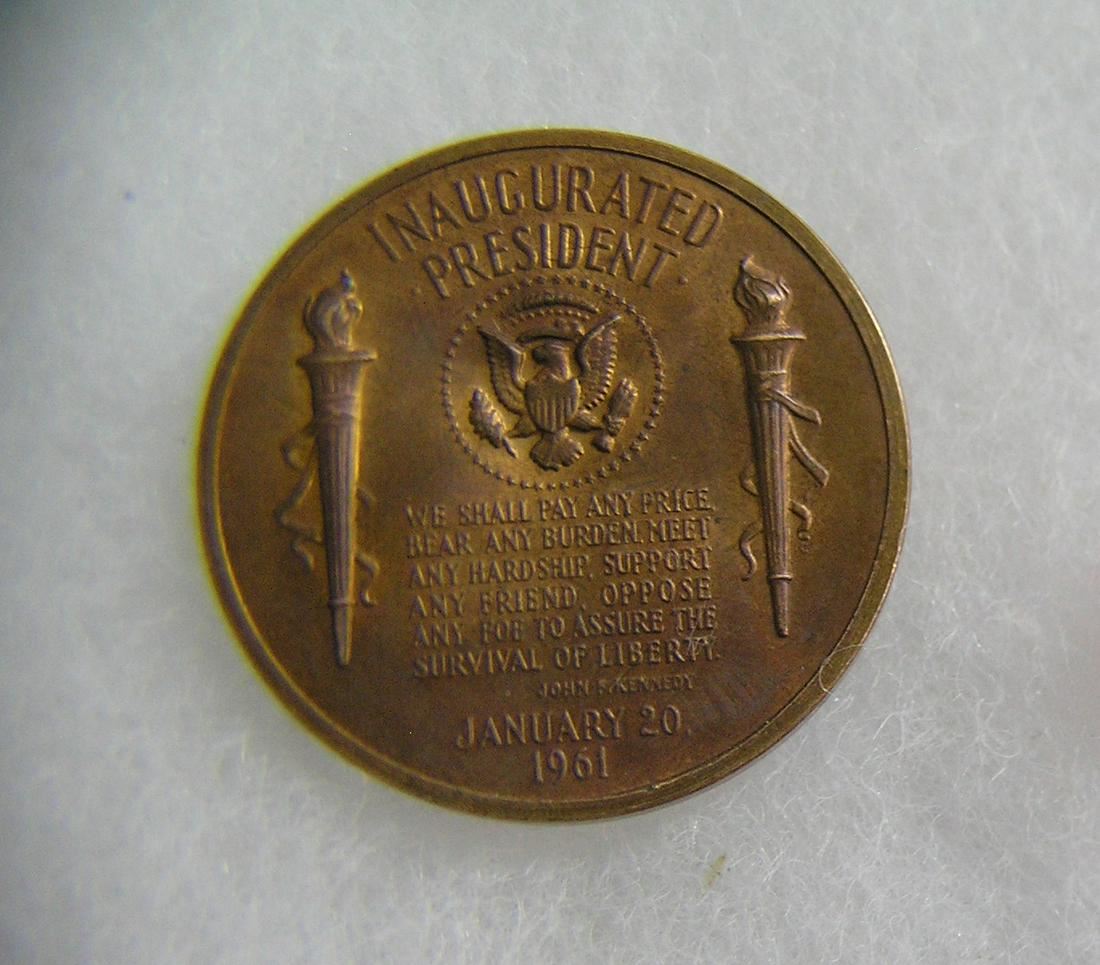 INAUGURATED
· PRESIDENT ·
WE SHALL PAY ANY PRICE,
BEAR ANY BURDEN, MEET
ANY HARDSHIP, SUPPORT
ANY FRIEND, OPPOSE
ANY FOE TO ASSURE THE
SURVIVAL OF LIBERTY.
JOHN F. KENNEDY
JANUARY 20,
1961